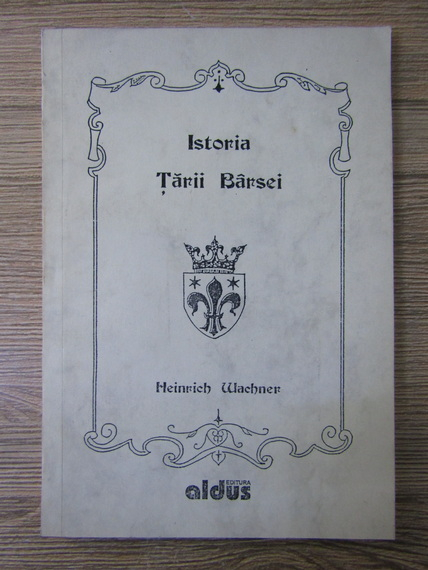 Istoria
Țării Bârsei
Heinrich Wachner
EDITURA
aldus